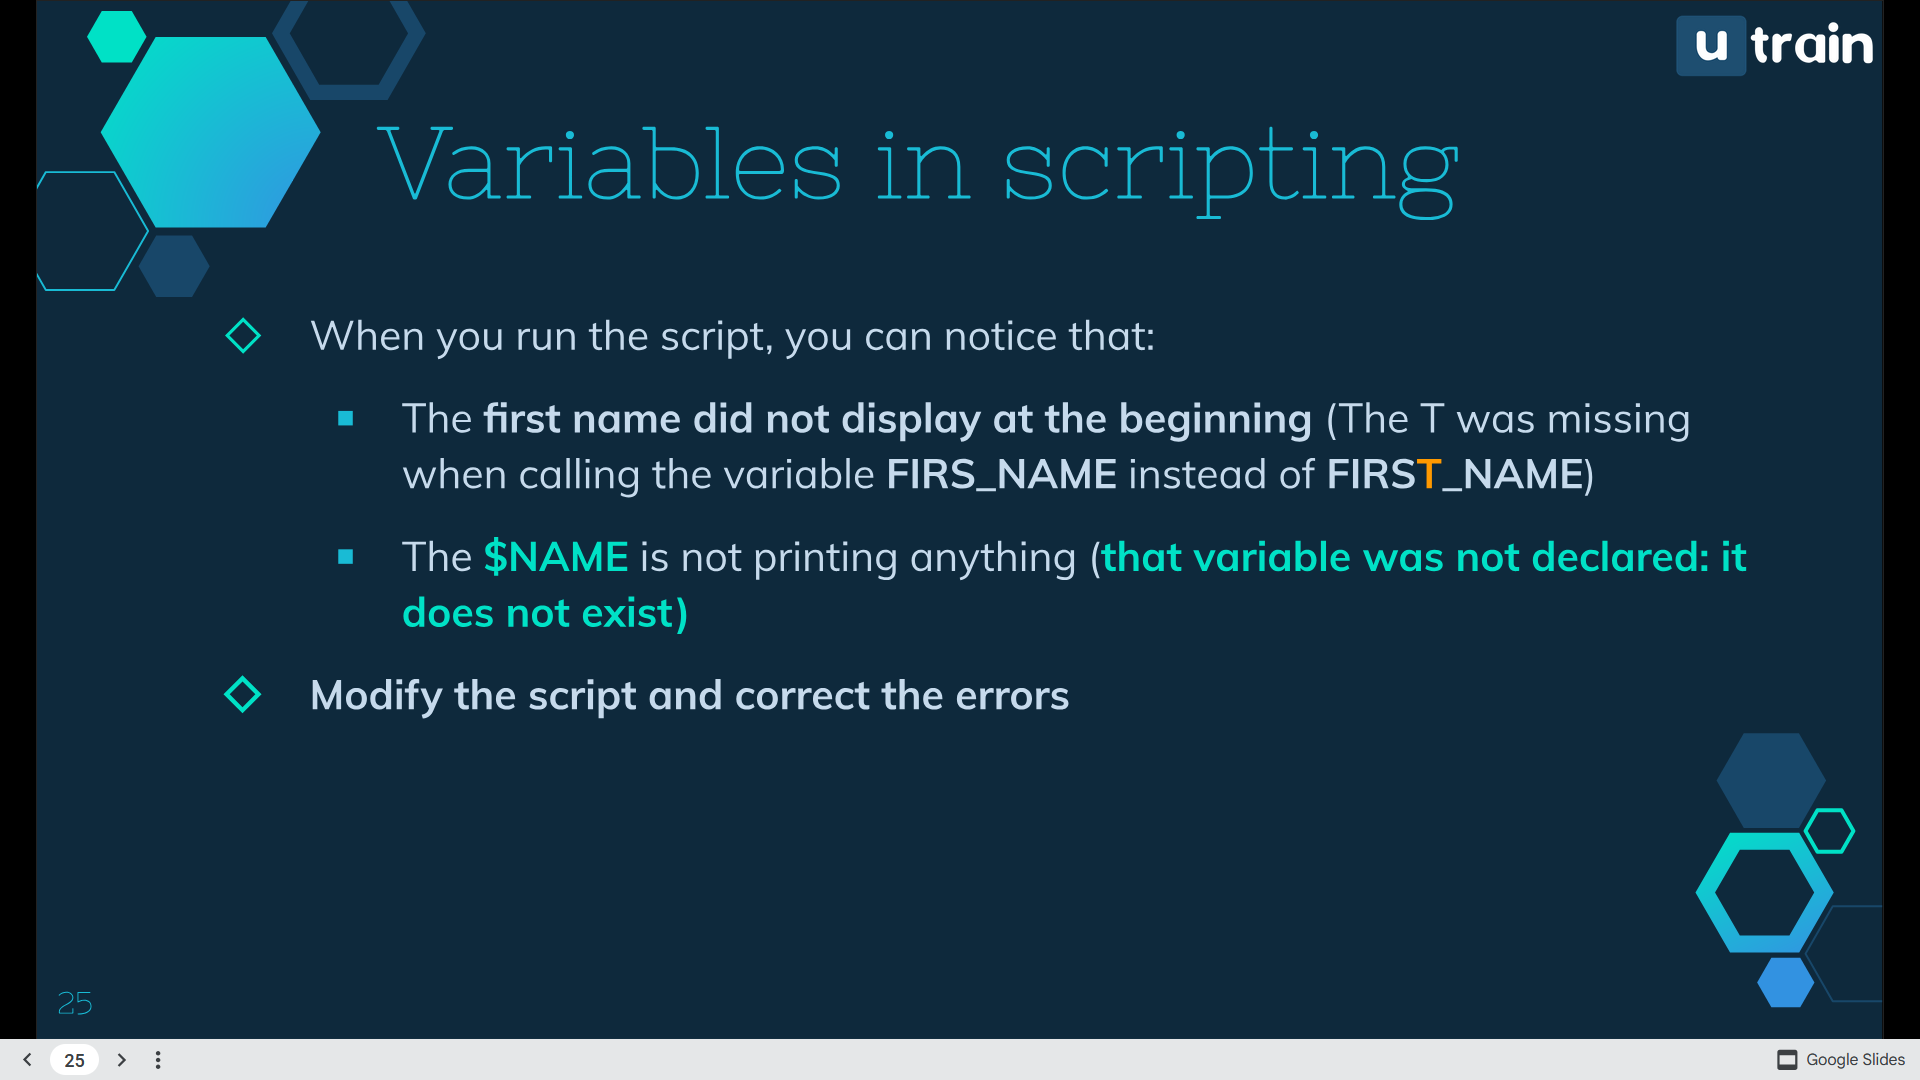 u train
Variables in scripting
When you run the script, you can notice that:
The first name did not display at the beginning (The T was missing
when calling the variable FIRS_NAME instead of FIRST_NAME)
The $NAME is not printing anything (that variable was not declared: it
does not exist)
Modify the script and correct the errors
25
25
Google Slides